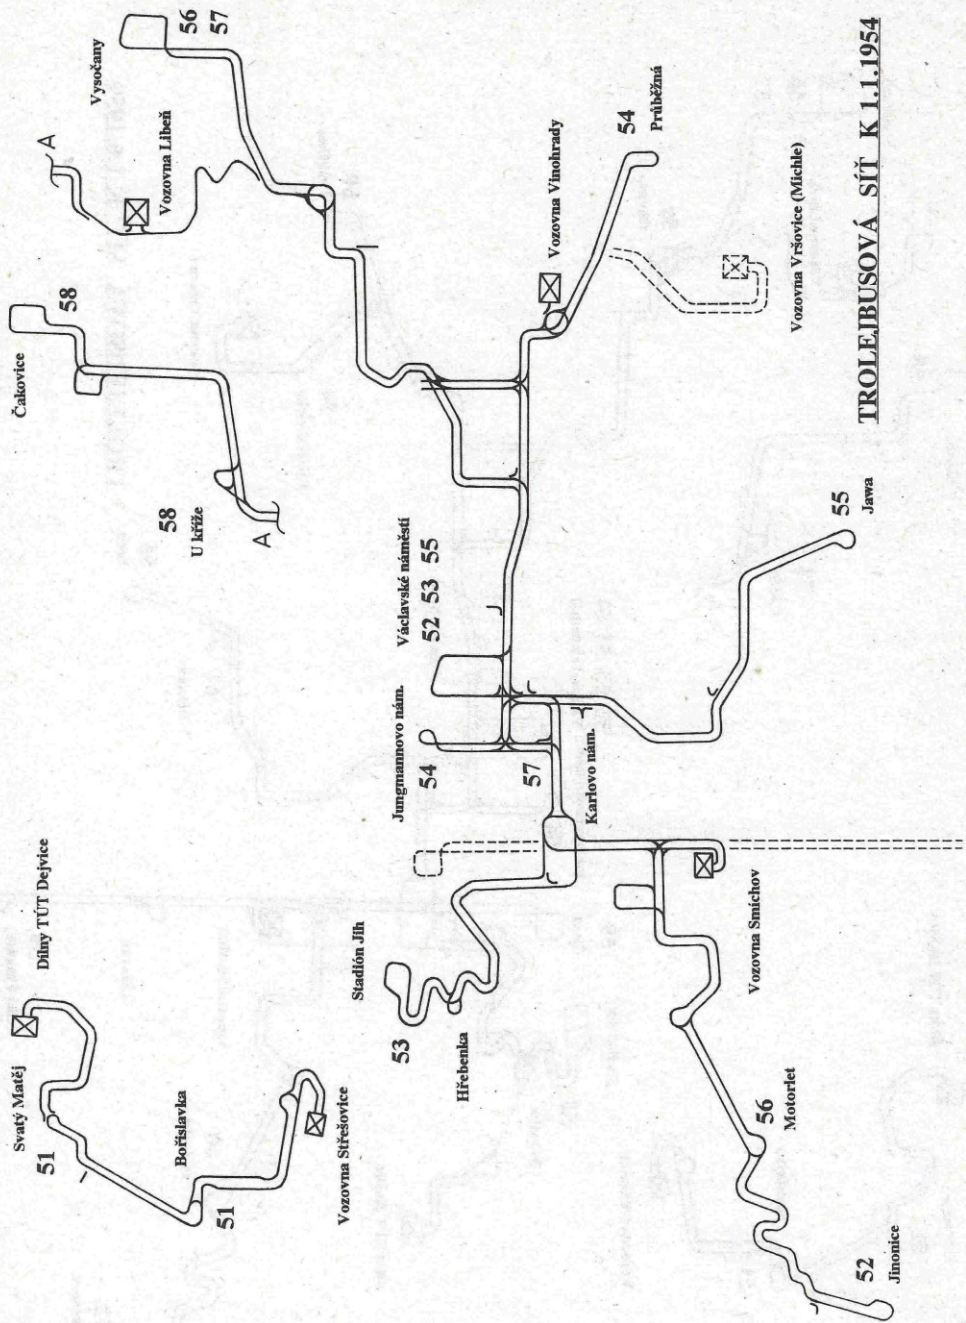 Svatý Matěj
51
Dílny TÚT Dejvice
Bořislavka
51
Vozovna Střešovice
Čakovice
58
58
U kříže
A
A
Vozovna Libeň
Vysočany
56
57
Stadión Jih
53
Hřebenka
Jungmannovo nám.
54
57
Karlovo nám.
Václavské náměstí
52 53 55
Vozovna Vinohrady
54
Průběžná
Vozovna Vršovice (Michle)
Vozovna Smíchov
56
Motorlet
52
Jinonice
55
Jawa
TROLEJBUSOVÁ SÍŤ K 1.1.1954